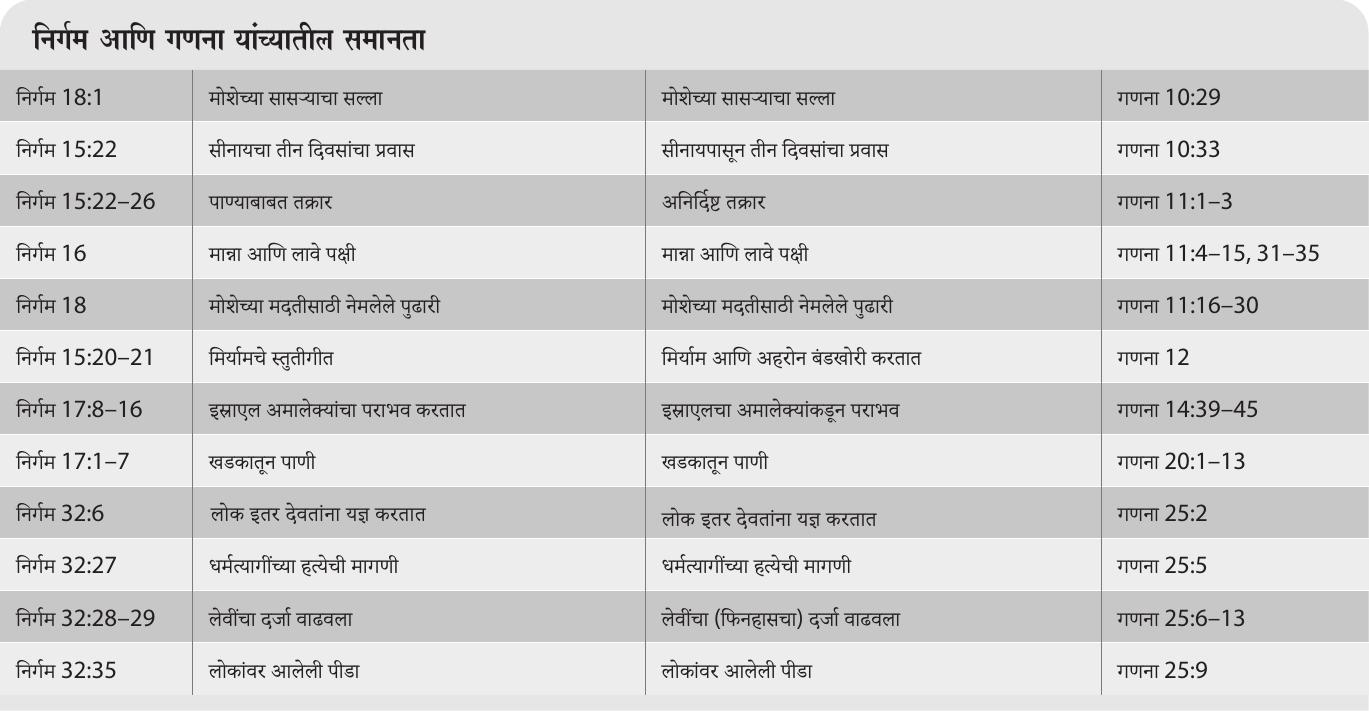 निर्गम आणि गणना यांच्यातील समानता
निर्गम 18:1 मोशेच्या सासऱ्याचा सल्ला मोशेच्या सासऱ्याचा सल्ला गणना 10:29
निर्गम 15:22 सीनायचा तीन दिवसांचा प्रवास सीनायपासून तीन दिवसांचा प्रवास गणना 10:33
निर्गम 15:22–26 पाण्याबाबत तक्रार अनिर्दिष्ट तक्रार गणना 11:1–3
निर्गम 16 मान्ना आणि लावे पक्षी मान्ना आणि लावे पक्षी गणना 11:4–15, 31–35
निर्गम 18 मोशेच्या मदतीसाठी नेमलेले पुढारी मोशेच्या मदतीसाठी नेमलेले पुढारी गणना 11:16–30
निर्गम 15:20–21 मिर्यामचे स्तुतीगीत मिर्याम आणि अहरोन बंडखोरी करतात गणना 12
निर्गम 17:8–16 इस्राएल अमालेक्यांचा पराभव करतात इस्राएलचा अमालेक्यांकडून पराभव गणना 14:39–45
निर्गम 17:1–7 खडकातून पाणी खडकातून पाणी गणना 20:1–13
निर्गम 32:6 लोक इतर देवतांना यज्ञ करतात लोक इतर देवतांना यज्ञ करतात गणना 25:2
निर्गम 32:27 धर्मत्यागींच्या हत्येची मागणी धर्मत्यागींच्या हत्येची मागणी गणना 25:5
निर्गम 32:28–29 लेवींचा दर्जा वाढवला लेवींचा (फिनहासचा) दर्जा वाढवला गणना 25:6–13
निर्गम 32:35 लोकांवर आलेली पीडा लोकांवर आलेली पीडा गणना 25:9